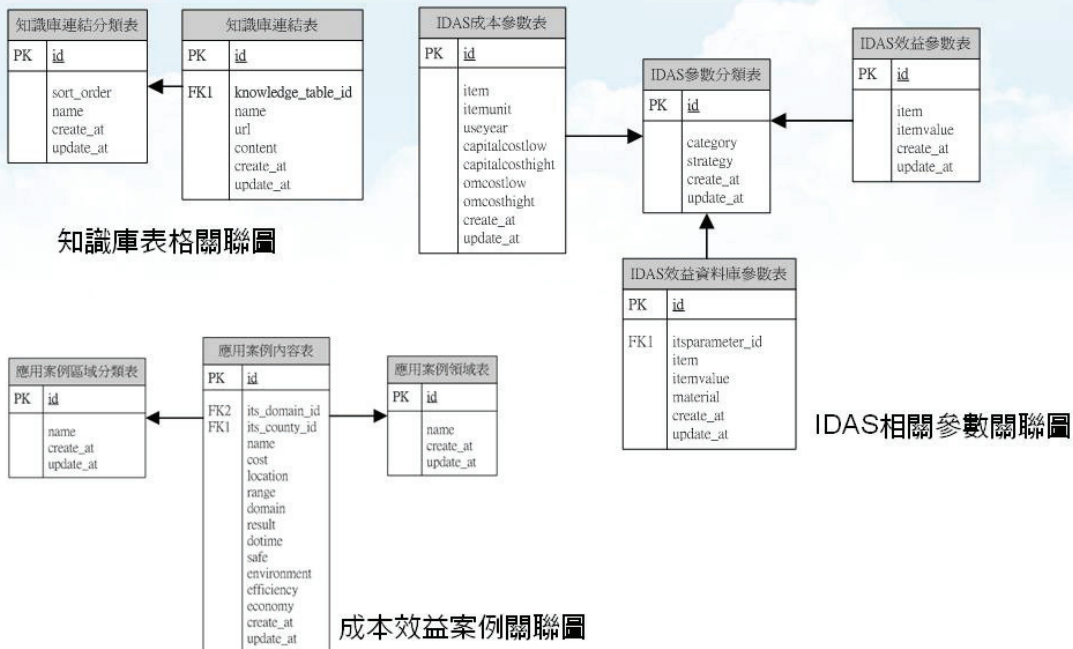 知識庫連結分類表
PK id
sort_order
name
create_at
update_at
知識庫連結表
PK id
FK1 knowledge_table_id
name
url
content
create_at
update_at
知識庫表格關聯圖
IDAS成本參數表
PK id
item
itemunit
useyear
capitalcostlow
capitalcosthight
omcostlow
omcosthight
create_at
update_at
IDAS參數分類表
PK id
category
strategy
create_at
update_at
IDAS效益參數表
PK id
item
itemvalue
create_at
update_at
IDAS效益資料庫參數表
PK id
FK1 itsparameter_id
item
itemvalue
material
create_at
update_at
IDAS相關參數關聯圖
應用案例區域分類表
PK id
name
create_at
update_at
應用案例內容表
PK id
FK2 its_domain_id
FK1 its_county_id
name
cost
location
range
domain
result
dotime
safe
environment
efficiency
economy
create_at
update_at
應用案例領域表
PK id
name
create_at
update_at
成本效益案例關聯圖